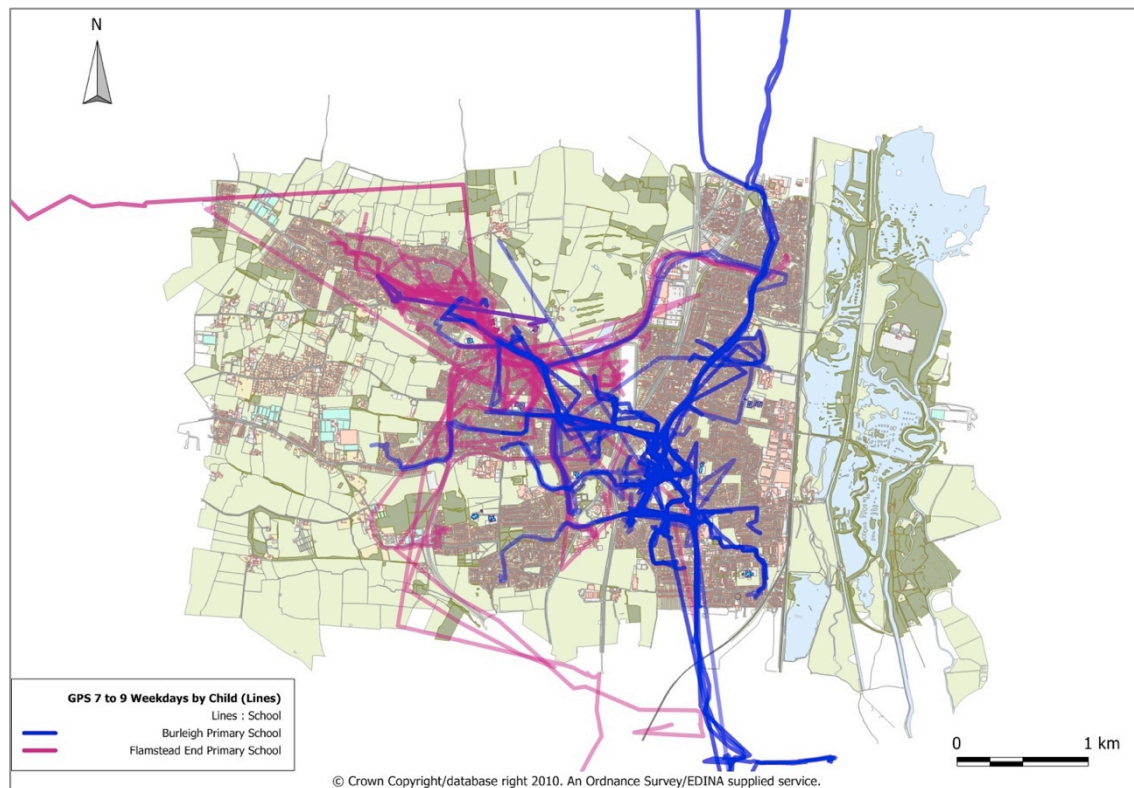 N
GPS 7 to 9 Weekdays by Child (Lines)
Lines : School
Burleigh Primary School
Flamstead End Primary School
0 1 km
© Crown Copyright/database right 2010. An Ordnance Survey/EDINA supplied service.